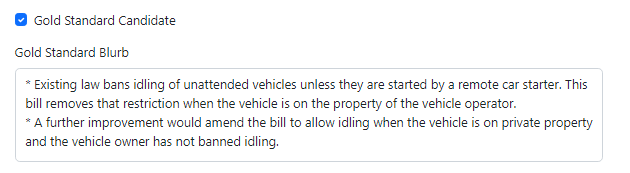 Gold Standard Candidate
Gold Standard Blurb
* Existing law bans idling of unattended vehicles unless they are started by a remote car starter. This
bill removes that restriction when the vehicle is on the property of the vehicle operator.
* A further improvement would amend the bill to allow idling when the vehicle is on private property
and the vehicle owner has not banned idling.